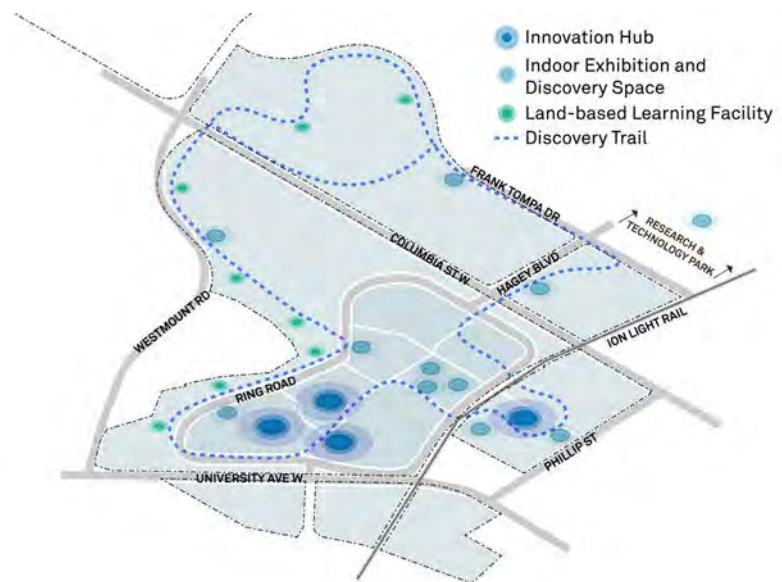 Innovation Hub
Indoor Exhibition and
Discovery Space
Land-based Learning Facility
Discovery Trail
FRANK TOMPA DR
RESEARCH &
TECHNOLOGY PARK
COLUMBIA ST W
HAGEY BLVD
ION LIGHT RAIL
WESTMOUNT RD
RING ROAD
PHILLIP ST
UNIVERSITY AVE W.